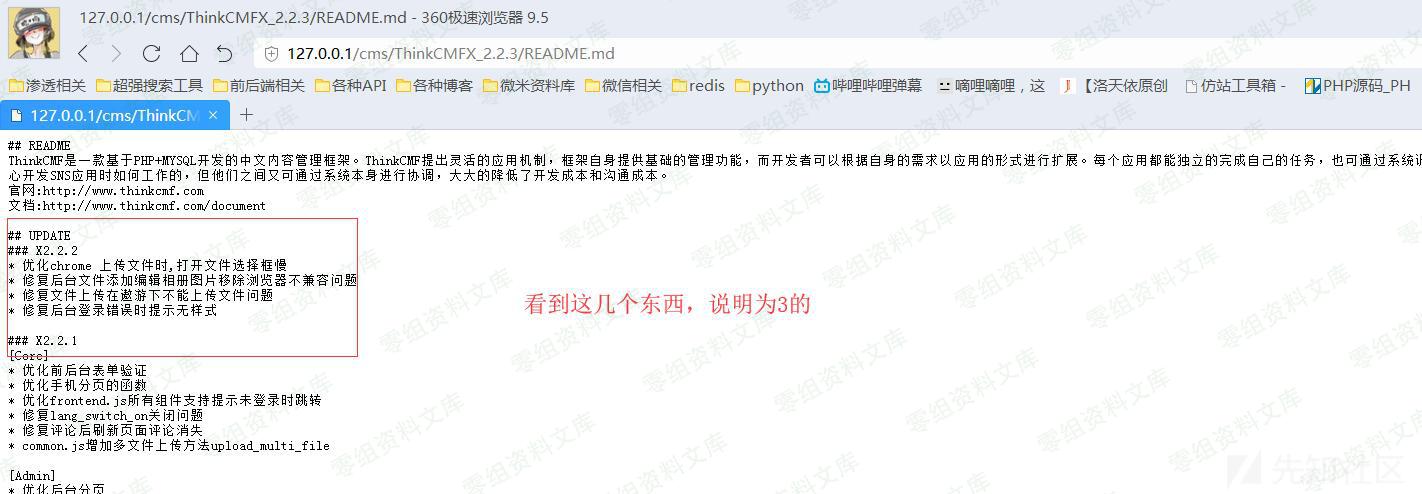 127.0.0.1/cms/ThinkCMFX_2.2.3/README.md - 360极速浏览器 9.5
127.0.0.1/cms/ThinkCMFX_2.2.3/README.md
渗透相关 超强搜索工具 前后端相关 各种API 各种博客 微米资料库 微信相关 redis python 哔哩哔哩弹幕 嘀哩嘀哩，这 【洛天依原创 仿站工具箱 - PHP源码_PH
127.0.0.1/cms/ThinkCM
## README
ThinkCMF是一款基于PHP+MYSQL开发的中文内容管理框架。ThinkCMF提出灵活的应用机制，框架自身提供基础的管理功能，而开发者可以根据自身的需求以应用的形式进行扩展。每个应用都能独立的完成自己的任务，也可通过系统调
心开发SNS应用时如何工作的，但他们之间又可通过系统本身进行协调，大大的降低了开发成本和沟通成本。
官网:http://www.thinkcmf.com
文档:http://www.thinkcmf.com/document
## UPDATE
### X2.2.2
* 优化chrome 上传文件时,打开文件选择框慢
* 修复后台文件添加编辑相册图片移除浏览器不兼容问题
* 修复文件上传在遨游下不能上传文件问题
* 修复后台登录错误时提示无样式
看到这几个东西，说明为3的
### X2.2.1
[Core]
* 优化前后台表单验证
* 优化手机分页的函数
* 优化frontend.js所有组件支持提示未登录时跳转
* 修复lang_switch_on关闭问题
* 修复评论后刷新页面评论消失
* common.js增加多文件上传方法upload_multi_file
[Admin]
* 优化后台分页
零组资料文库
先知社区